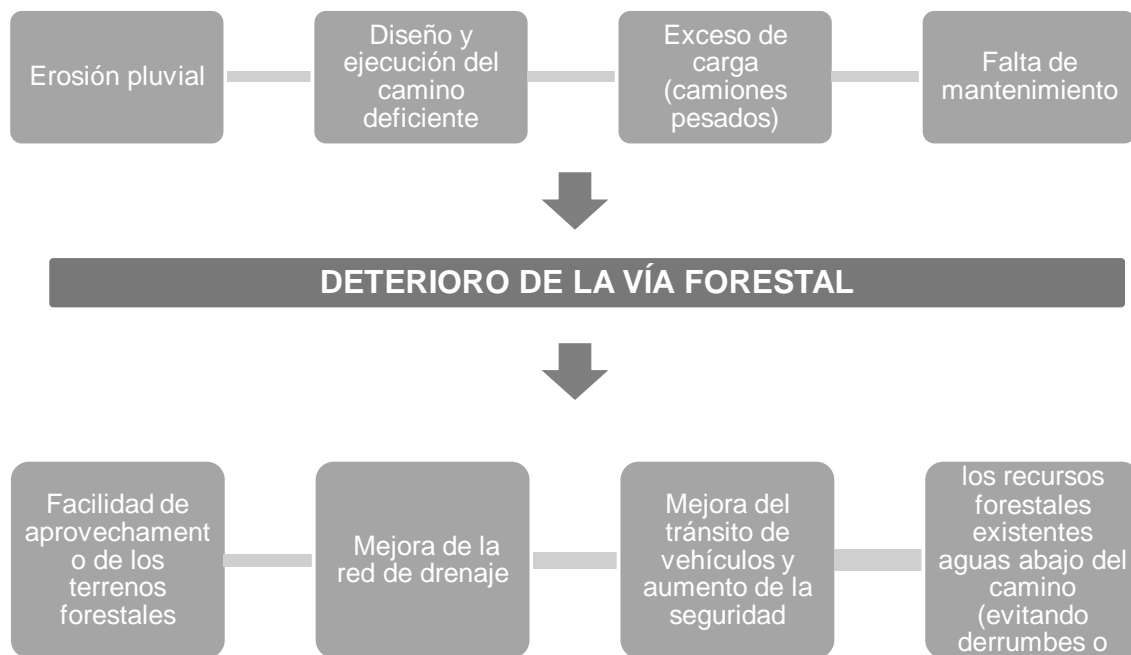 Erosión pluvial
Diseño y
ejecución del
camino
deficiente
Exceso de
carga
(camiones
pesados)
Falta de
mantenimiento
DETERIORO DE LA VÍA FORESTAL
Facilidad de
aprovechament
o de los
terrenos
forestales
Mejora de la
red de drenaje
Mejora del
tránsito de
vehículos y
aumento de la
seguridad
los recursos
forestales
existentes
aguas abajo del
camino
(evitando
derrumbes o